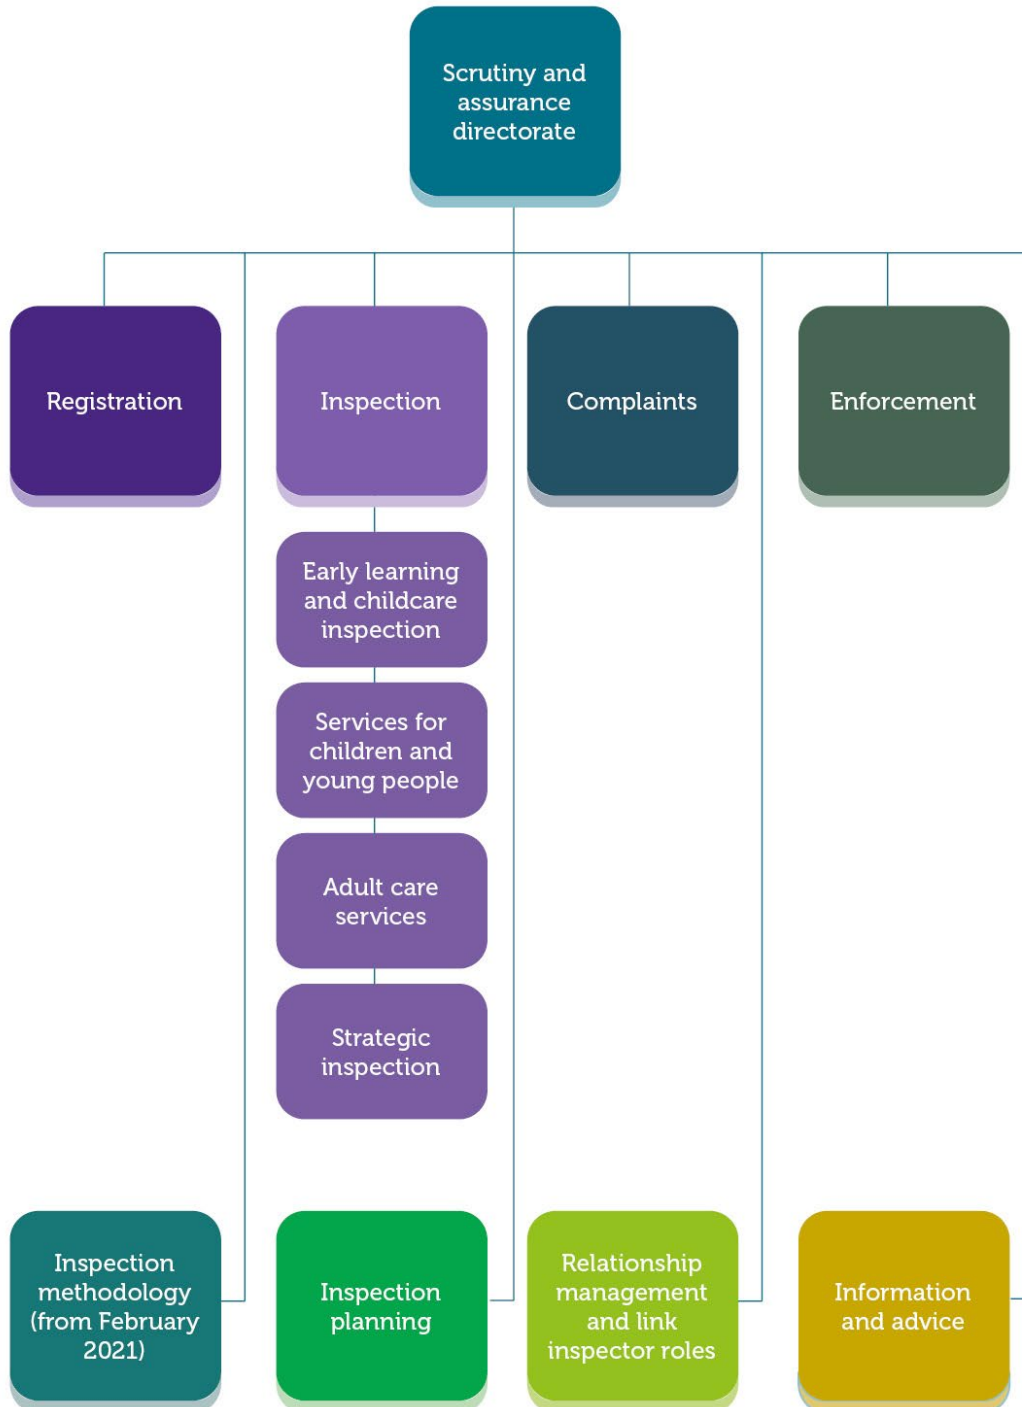 Scrutiny and
assurance
directorate
Registration
Inspection
Complaints
Enforcement
Early learning
and childcare
inspection
Services for
children and
young people
Adult care
services
Strategic
inspection
Inspection
methodology
(from February
2021)
Inspection
planning
Relationship
management
and link
inspector roles
Information
and advice